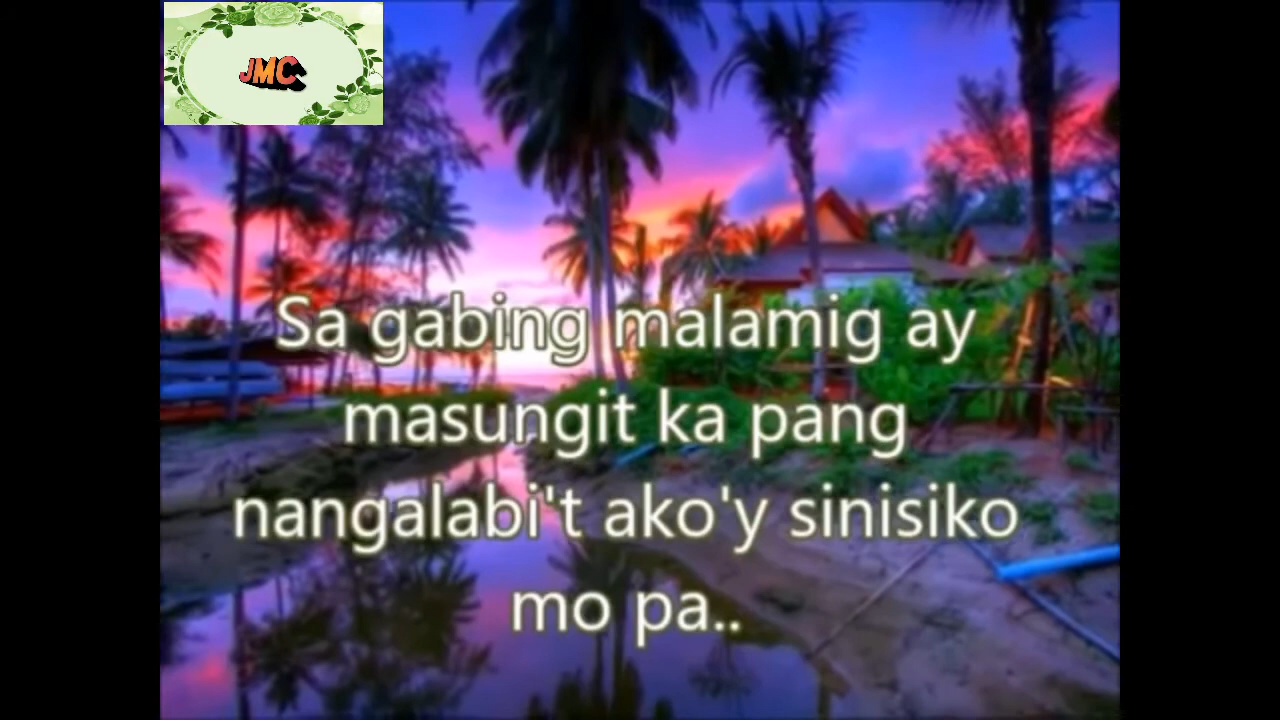 JMC
Sa gabing malamig ay
masungit ka pang
nangalabi't ako'y sinisiko
mo pa..